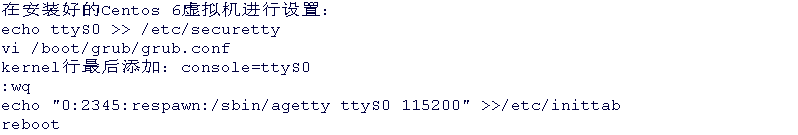 在安装好的Centos 6虚拟机进行设置：
echo ttyS0 >> /etc/securetty
vi /boot/grub/grub.conf
kernel行最后添加：console=ttyS0
:wq
echo "0:2345:respawn:/sbin/agetty ttyS0 115200" >>/etc/inittab
reboot